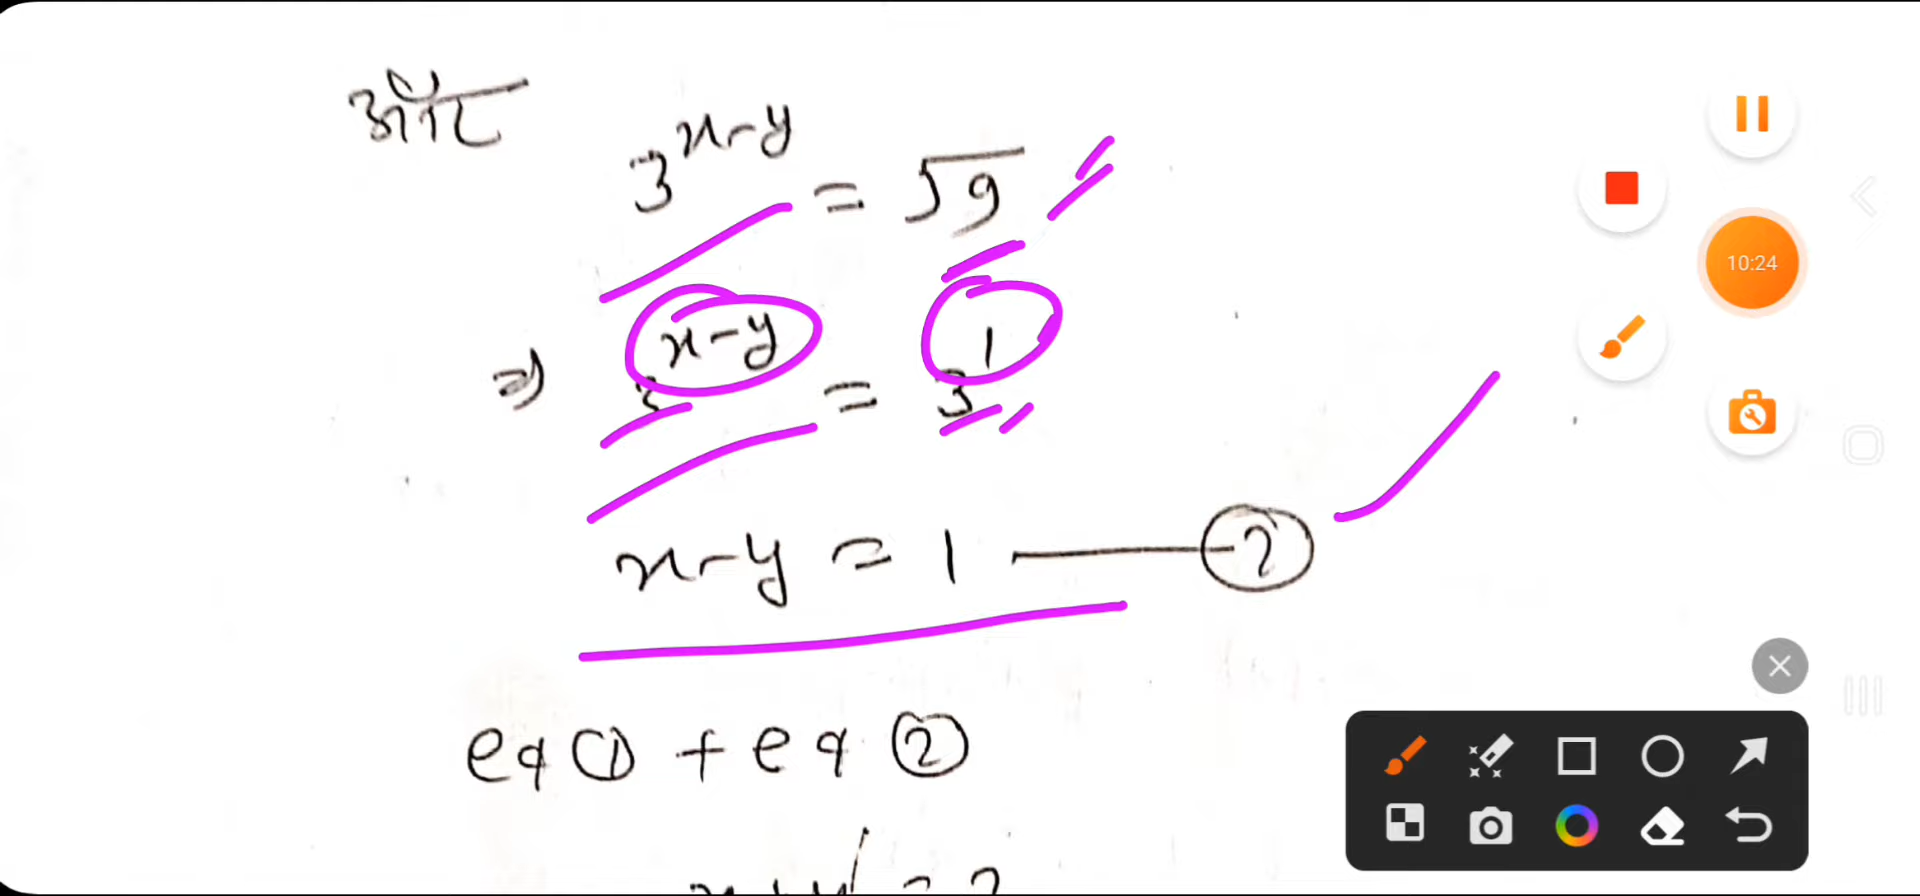 और
3^{x-y} = √9
⇒ 3^{x-y} = 3^1
x-y = 1 —— ②
eq ① + eq ②
10:24